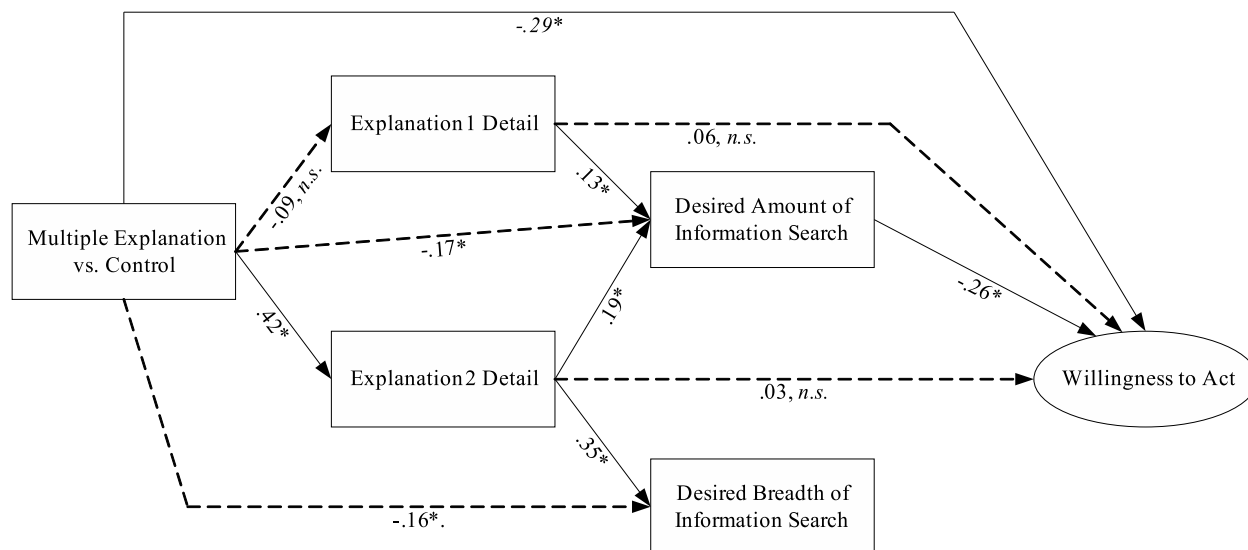 -.29*
Explanation 1 Detail
.06, n.s.
-.09, n.s.
.13*
Desired Amount of
Information Search
Multiple Explanation
vs. Control
-.17*
-.26*
.42*
.19*
Explanation 2 Detail
.03, n.s.
Willingness to Act
.35*
Desired Breadth of
Information Search
-.16*.